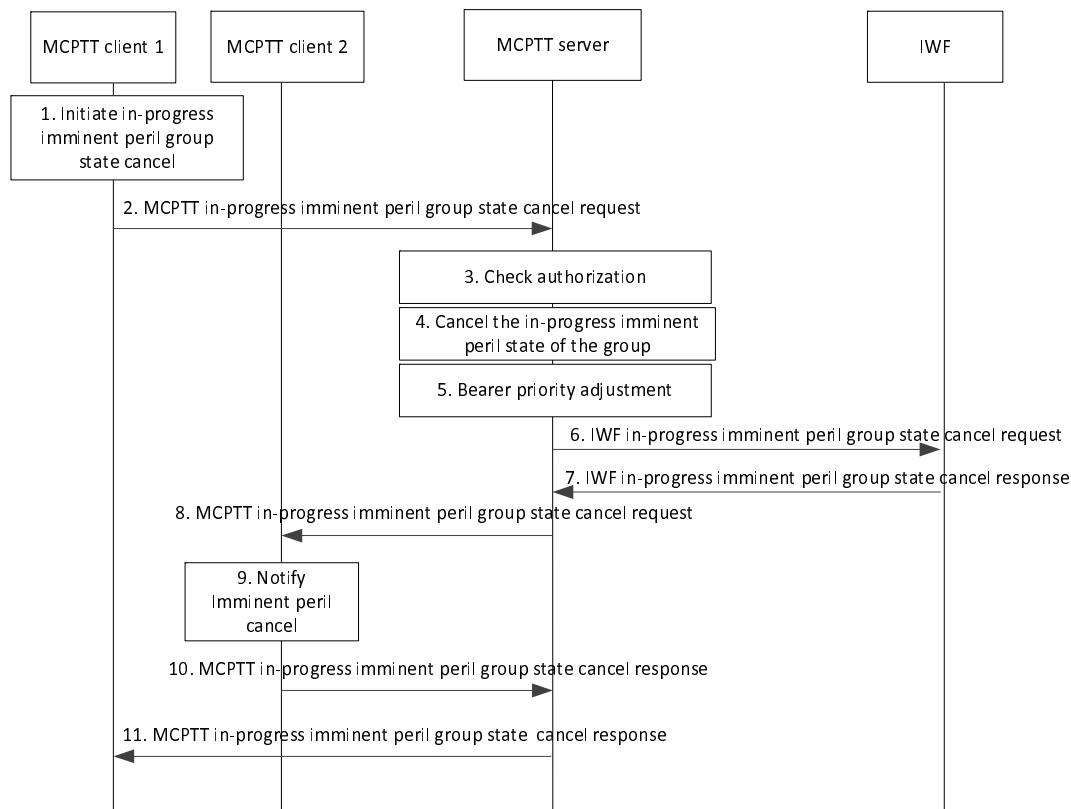 MCPTT client 1
MCPTT client 2
MCPTT server
IWF
1. Initiate in-progress
imminent peril group
state cancel
2. MCPTT in-progress imminent peril group state cancel request
3. Check authorization
4. Cancel the in-progress imminent
peril state of the group
5. Bearer priority adjustment
6. IWF in-progress imminent peril group state cancel request
7. IWF in-progress imminent peril group state cancel response
8. MCPTT in-progress imminent peril group state cancel request
9. Notify
Imminent peril
cancel
10. MCPTT in-progress imminent peril group state cancel response
11. MCPTT in-progress imminent peril group state cancel response